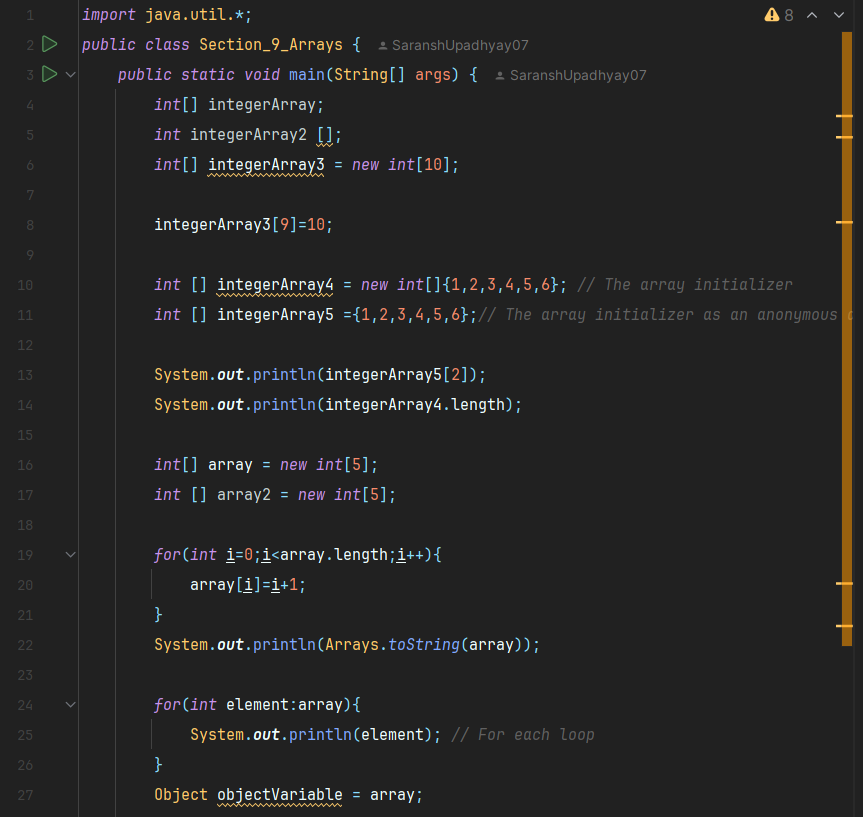 1 import java.util.*; 8
2 public class Section_9_Arrays { SaranshUpadhyay07
3 public static void main(String[] args) { SaranshUpadhyay07
4 int[] integerArray;
5 int integerArray2 [];
6 int[] integerArray3 = new int[10];
7
8 integerArray3[9]=10;
9
10 int [] integerArray4 = new int[]{1,2,3,4,5,6}; // The array initializer
11 int [] integerArray5 ={1,2,3,4,5,6};// The array initializer as an anonymous
12
13 System.out.println(integerArray5[2]);
14 System.out.println(integerArray4.length);
15
16 int[] array = new int[5];
17 int [] array2 = new int[5];
18
19 for(int i=0;i<array.length;i++){
20 array[i]=i+1;
21 }
22 System.out.println(Arrays.toString(array));
23
24 for(int element:array){
25 System.out.println(element); // For each loop
26 }
27 Object objectVariable = array;